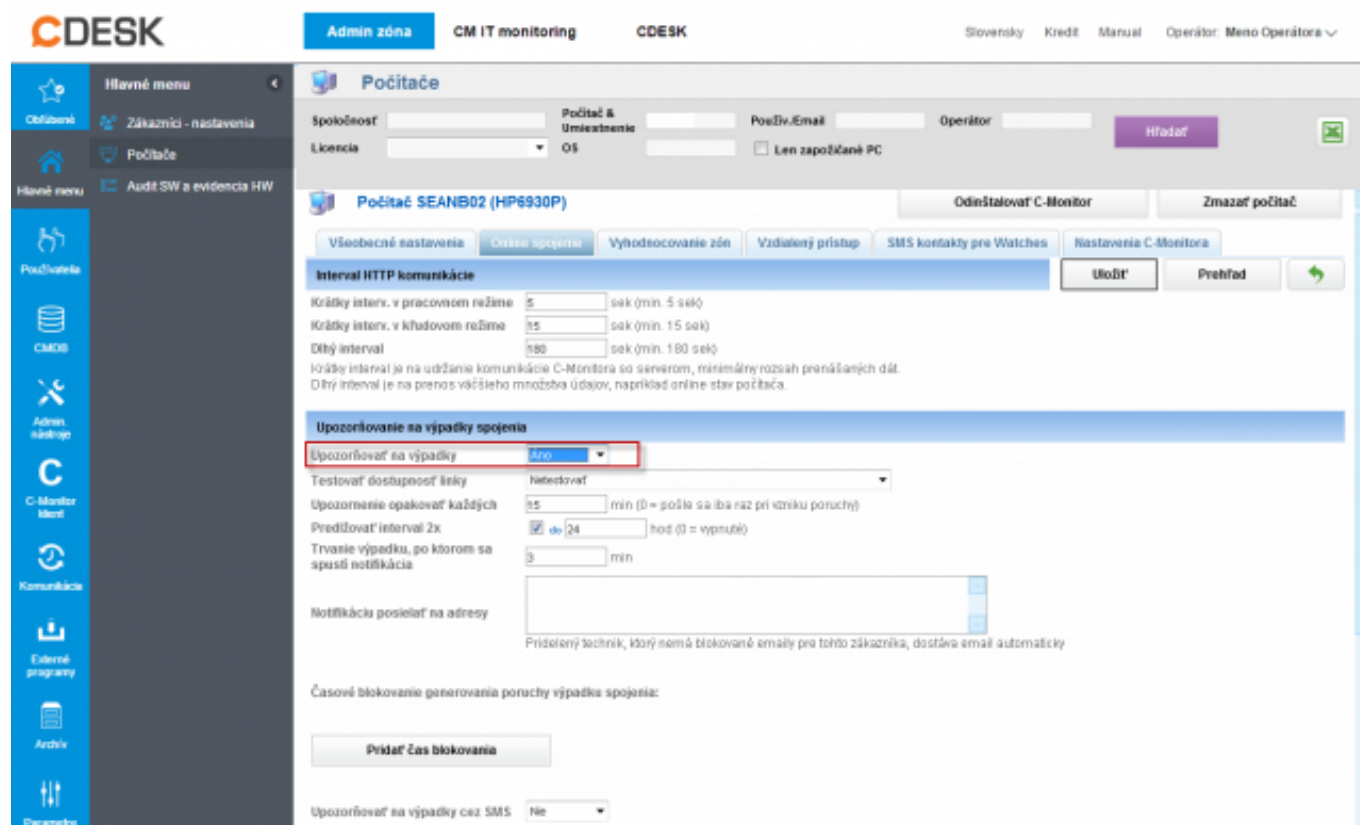 CDESK
Admin zóna CM IT monitoring CDESK
Slovensky Kredit Manual Operátor: Meno Operátora
Obľúbené
Hlavné menu
Používatelia
CMDB
Admin. nástroje
C-Monitor klient
Komunikácia
Externé programy
Archív
Parametre
Hlavné menu
Zákazníci - nastavenia
Počítače
Audit SW a evidencia HW
Počítače
Spoločnosť Počítač & Umiestnenie Použív./Email Operátor
Hľadať
Licencia OS Len zapožičané PC
Počítač SEANB02 (HP6930P) Odinštalovať C-Monitor Zmazať počítač
Všeobecné nastavenia Online spojenie Vyhodnocovanie zón Vzdialený prístup SMS kontakty pre Watches Nastavenia C-Monitora
Interval HTTP komunikácie Uložiť Prehľad
Krátky interv. v pracovnom režime 5 sek (min. 5 sek)
Krátky interv. v kľudovom režime 15 sek (min. 15 sek)
Dlhý interval 180 sek (min. 180 sek)
Krátky interval je na udržanie komunikácie C-Monitora so serverom, minimálny rozsah prenášaných dát.
Dlhý interval je na prenos väčšieho množstva údajov, napríklad online stav počítača.
Upozorňovanie na výpadky spojenia
Upozorňovať na výpadky Áno
Testovať dostupnosť linky Netestovať
Upozornenie opakovať každých 15 min (0 = pošle sa iba raz pri vzniku poruchy)
Predlžovať interval 2x do 24 hod (0 = vypnuté)
Trvanie výpadku, po ktorom sa
spustí notifikácia 3 min
Notifikáciu posielať na adresy
Pridelený technik, ktorý nemá blokované emaily pre tohto zákazníka, dostáva email automaticky
Časové blokovanie generovania poruchy výpadku spojenia:
Pridať čas blokovania
Upozorňovať na výpadky cez SMS Nie